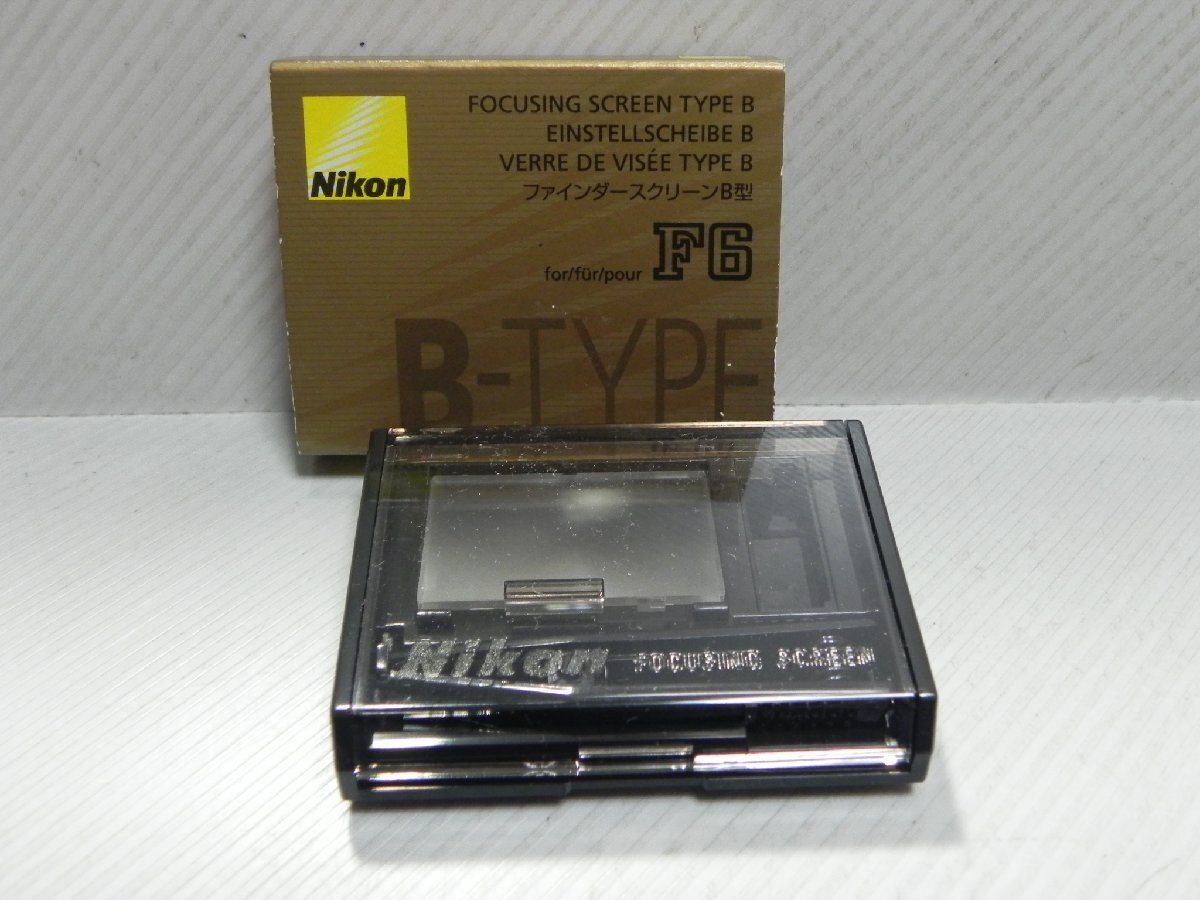 FOCUSING SCREEN TYPE B
EINSTELLSCHEIBE B
VERRE DE VISÉE TYPE B
ファインダースクリーンB型
Nikon
for/für/pour F6
B-TYPE
Nikon FOCUSING SCREEN